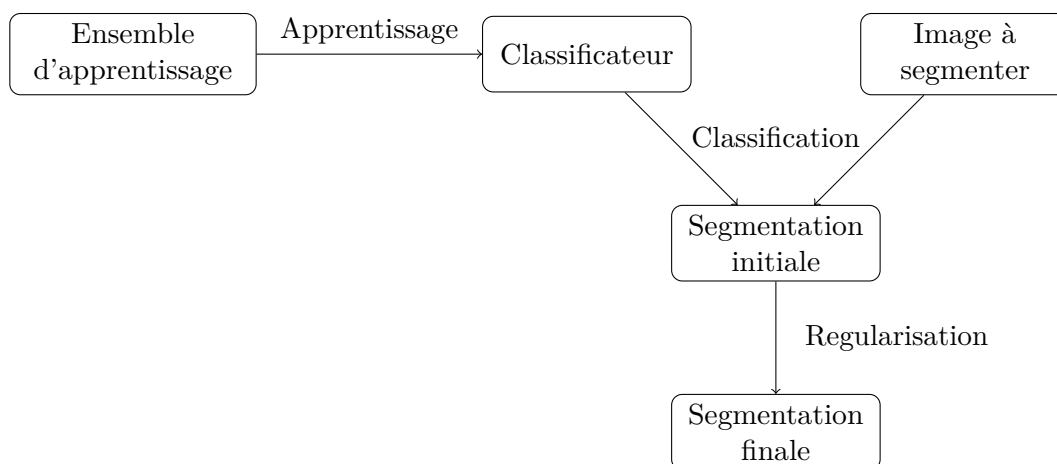 Ensemble
d'apprentissage
Apprentissage
Classificateur
Image à
segmenter
Classification
Segmentation
initiale
Regularisation
Segmentation
finale